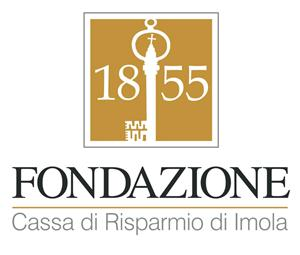 1855
FONDAZIONE
Cassa di Risparmio di Imola